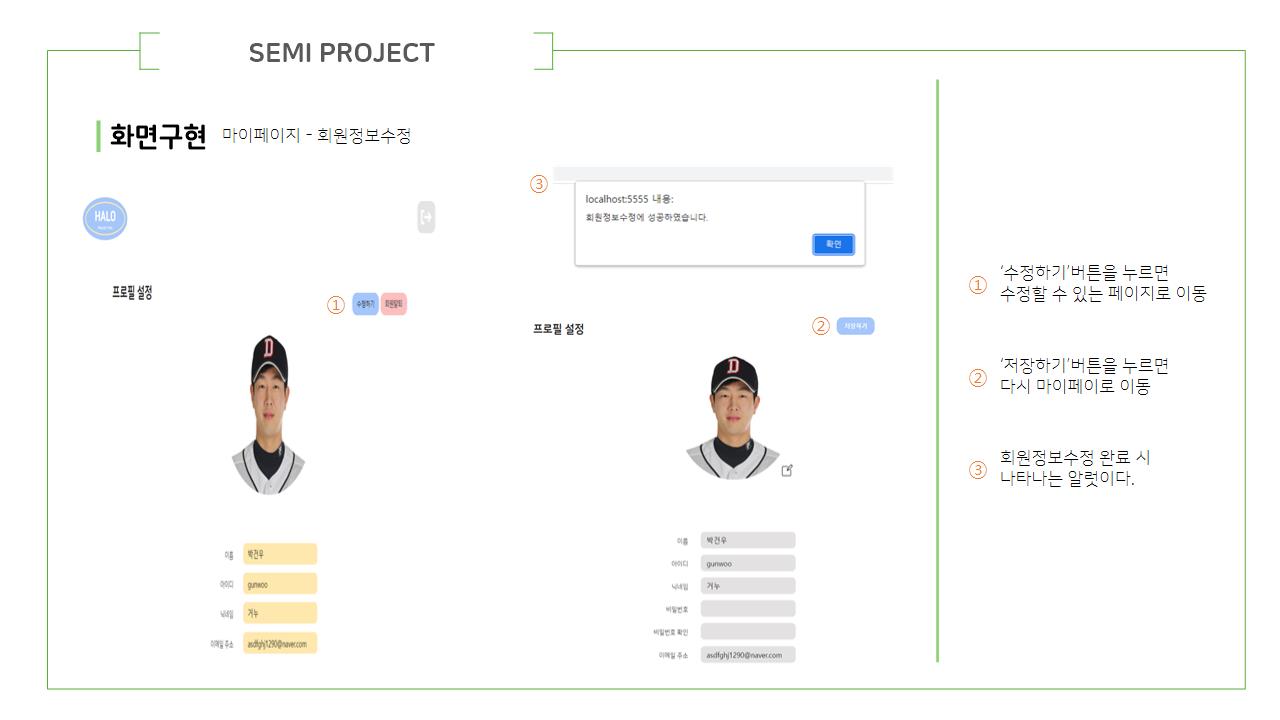 SEMI PROJECT
화면구현 마이페이지 - 회원정보수정
HALO
프로필 설정
① 수정하기 회원탈퇴
D
이름 박건우
아이디 gunwoo
닉네임 거누
이메일 주소 asdfghj1290@naver.com
③
localhost:5555 내용:
회원정보수정에 성공하였습니다.
확인
프로필 설정
② 저장하기
D
이름 박건우
아이디 gunwoo
닉네임 거누
비밀번호
비밀번호 확인
이메일 주소 asdfghj1290@naver.com
① ‘수정하기’버튼을 누르면
수정할 수 있는 페이지로 이동
② ‘저장하기’버튼을 누르면
다시 마이페이로 이동
③ 회원정보수정 완료 시
나타나는 알럿이다.